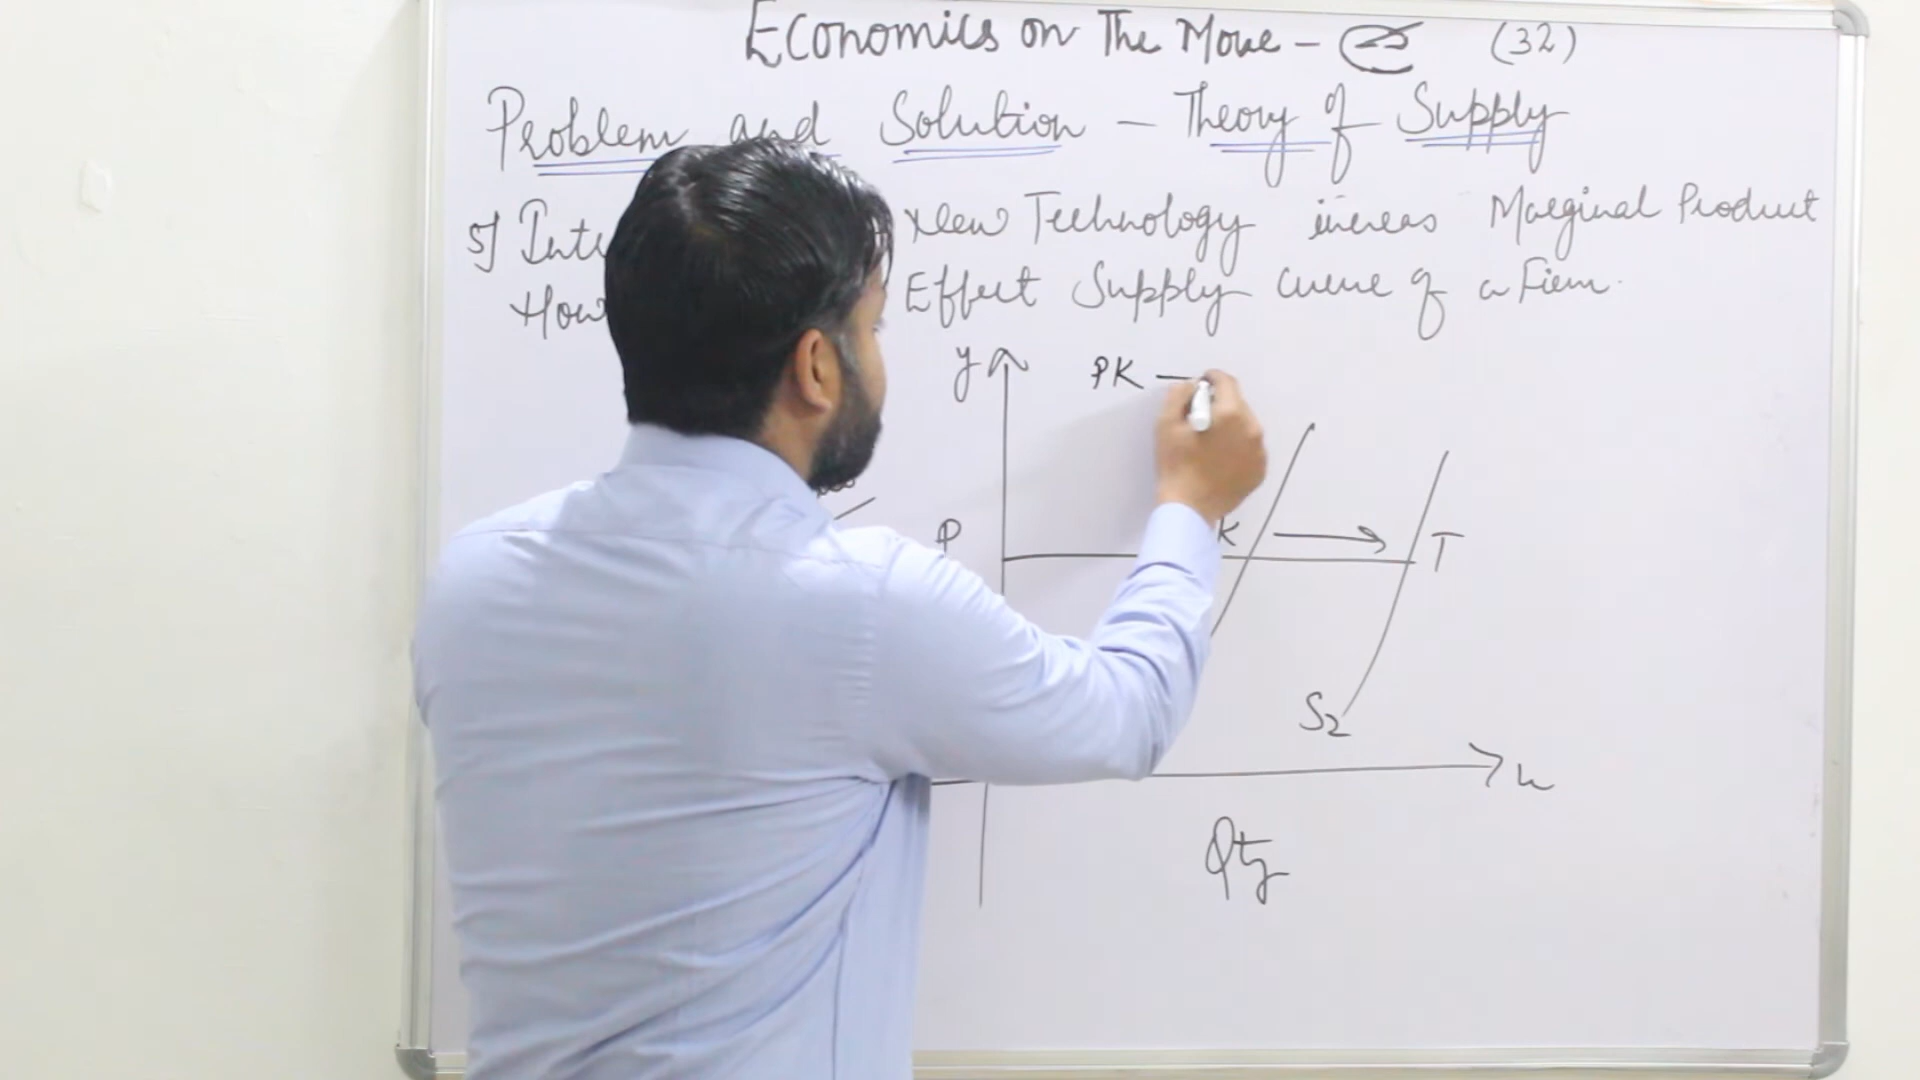 Economics on The Move - (32)
Problem and Solution - Theory of Supply
5] Int New Technology increas Marginal Product
How Effect Supply curve of a Firm.
y PK -
P K T
S2
x
Qty